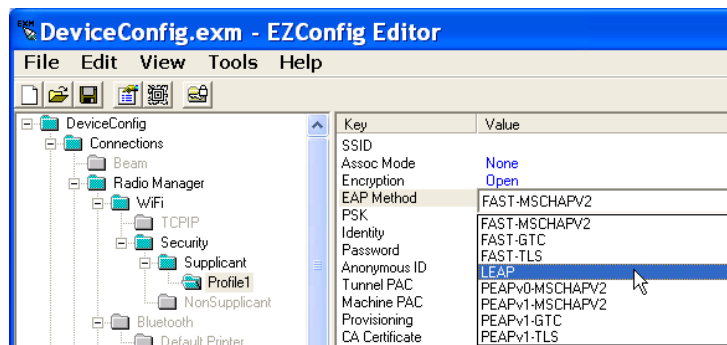 DeviceConfig.exm - EZConfig Editor
File Edit View Tools Help
DeviceConfig
Connections
Beam
Radio Manager
WiFi
TCPIP
Security
Supplicant
Profile1
NonSupplicant
Bluetooth
Default Printer
Key Value
SSID
Assoc Mode None
Encryption Open
EAP Method FAST-MSCHAPV2
PSK
Identity
Password
Anonymous ID
Tunnel PAC
Machine PAC
Provisioning
CA Certificate
FAST-MSCHAPV2
FAST-GTC
FAST-TLS
LEAP
PEAPv0-MSCHAPV2
PEAPv1-MSCHAPV2
PEAPv1-GTC
PEAPv1-TLS